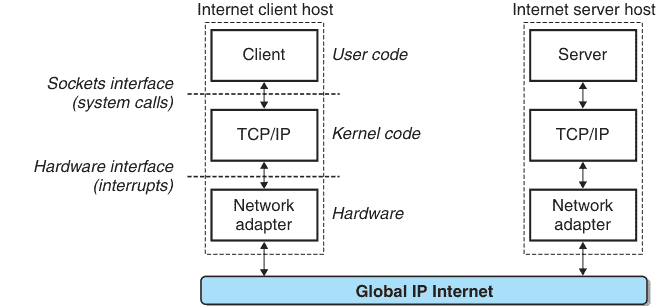 Internet client host
Internet server host
Client
User code
Server
Sockets interface
(system calls)
TCP/IP
Kernel code
TCP/IP
Hardware interface
(interrupts)
Network
adapter
Hardware
Network
adapter
Global IP Internet